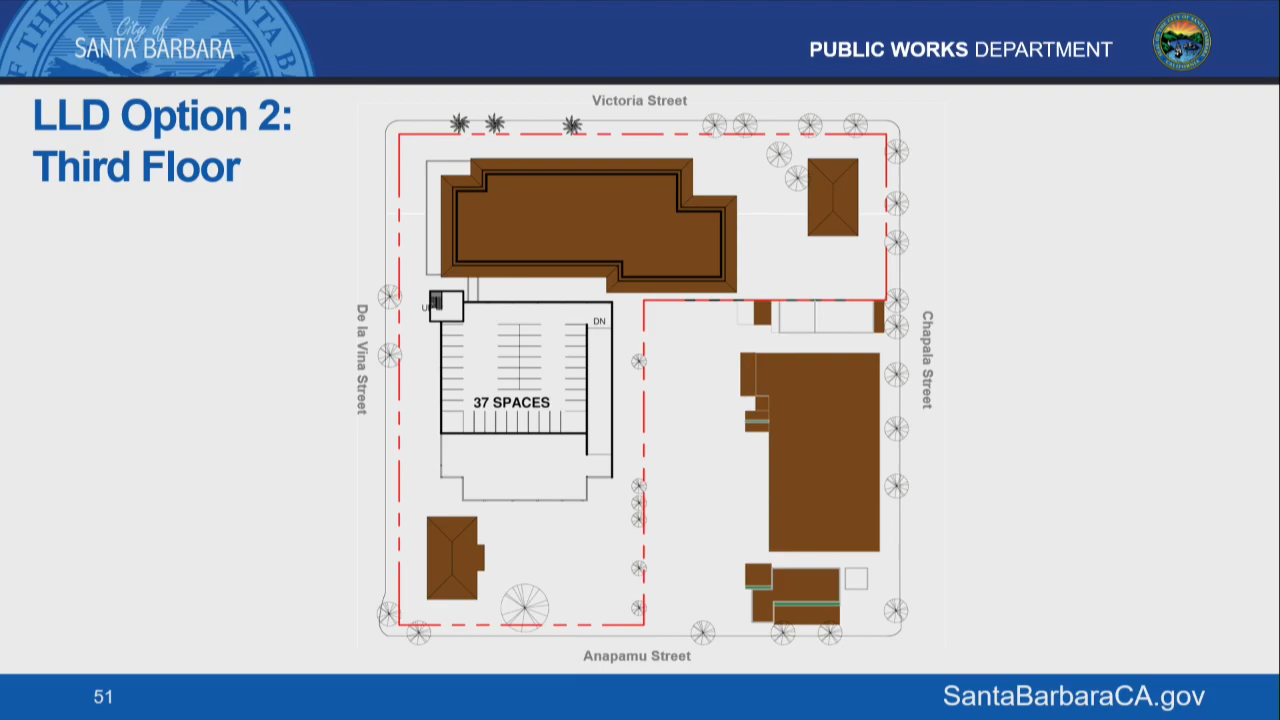 City of
SANTA BARBARA
PUBLIC WORKS DEPARTMENT
LLD Option 2:
Third Floor
Victoria Street
De la Vina Street
Chapala Street
DN
37 SPACES
Anapamu Street
51
SantaBarbaraCA.gov